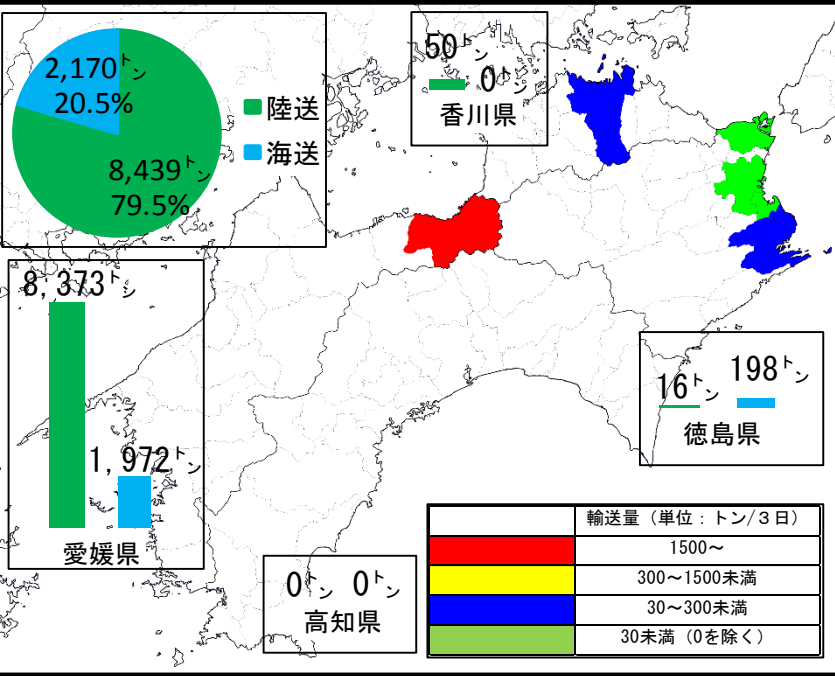 2,170トン
20.5%
8,439トン
79.5%
陸送
海送
50トン
0トン
香川県
8,373トン
1,972トン
愛媛県
16トン
198トン
徳島県
0トン 0トン
高知県
輸送量（単位：トン/３日）
1500～
300～1500未満
30～300未満
30未満（0を除く）